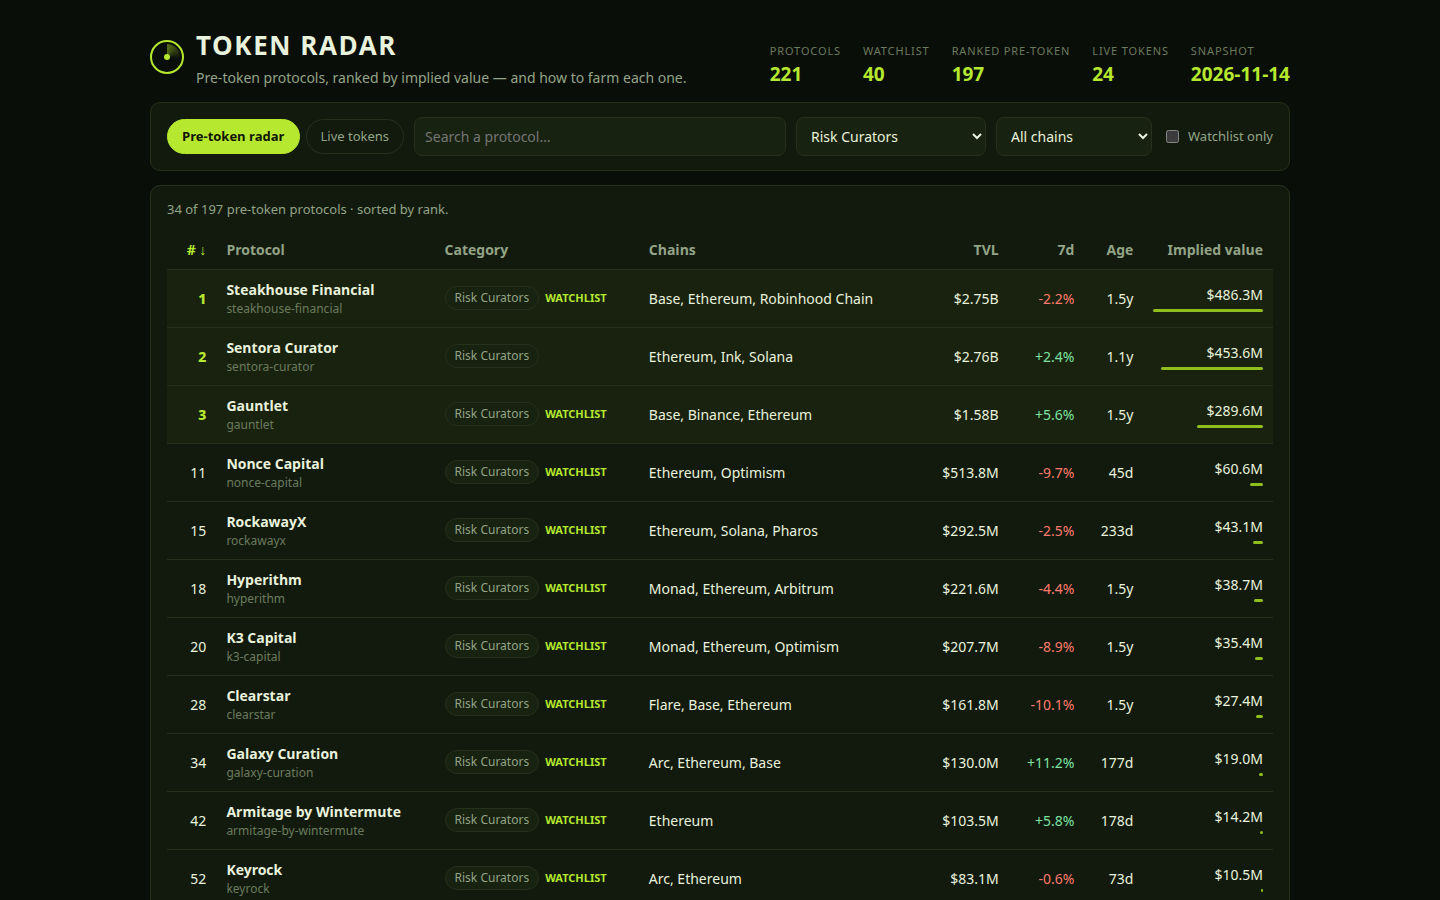 TOKEN RADAR
Pre-token protocols, ranked by implied value — and how to farm each one.
PROTOCOLS WATCHLIST RANKED PRE-TOKEN LIVE TOKENS SNAPSHOT
221 40 197 24 2026-11-14
Pre-token radar Live tokens Search a protocol... Risk Curators All chains Watchlist only
34 of 197 pre-token protocols · sorted by rank.
# ↓ Protocol Category Chains TVL 7d Age Implied value
1 Steakhouse Financial Risk Curators WATCHLIST Base, Ethereum, Robinhood Chain $2.75B -2.2% 1.5y $486.3M
steakhouse-financial
2 Sentora Curator Risk Curators Ethereum, Ink, Solana $2.76B +2.4% 1.1y $453.6M
sentora-curator
3 Gauntlet Risk Curators WATCHLIST Base, Binance, Ethereum $1.58B +5.6% 1.5y $289.6M
gauntlet
11 Nonce Capital Risk Curators WATCHLIST Ethereum, Optimism $513.8M -9.7% 45d $60.6M
nonce-capital
15 RockawayX Risk Curators WATCHLIST Ethereum, Solana, Pharos $292.5M -2.5% 233d $43.1M
rockawayx
18 Hyperithm Risk Curators WATCHLIST Monad, Ethereum, Arbitrum $221.6M -4.4% 1.5y $38.7M
hyperithm
20 K3 Capital Risk Curators WATCHLIST Monad, Ethereum, Optimism $207.7M -8.9% 1.5y $35.4M
k3-capital
28 Clearstar Risk Curators WATCHLIST Flare, Base, Ethereum $161.8M -10.1% 1.5y $27.4M
clearstar
34 Galaxy Curation Risk Curators WATCHLIST Arc, Ethereum, Base $130.0M +11.2% 177d $19.0M
galaxy-curation
42 Armitage by Wintermute Risk Curators WATCHLIST Ethereum $103.5M +5.8% 178d $14.2M
armitage-by-wintermute
52 Keyrock Risk Curators WATCHLIST Arc, Ethereum $83.1M -0.6% 73d $10.5M
keyrock